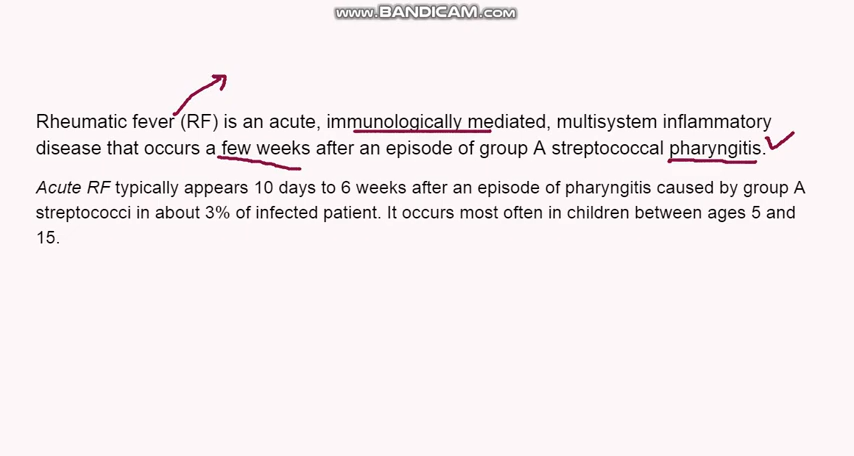 www.BANDICAM.com
Rheumatic fever (RF) is an acute, immunologically mediated, multisystem inflammatory
disease that occurs a few weeks after an episode of group A streptococcal pharyngitis.
Acute RF typically appears 10 days to 6 weeks after an episode of pharyngitis caused by group A
streptococci in about 3% of infected patient. It occurs most often in children between ages 5 and
15.